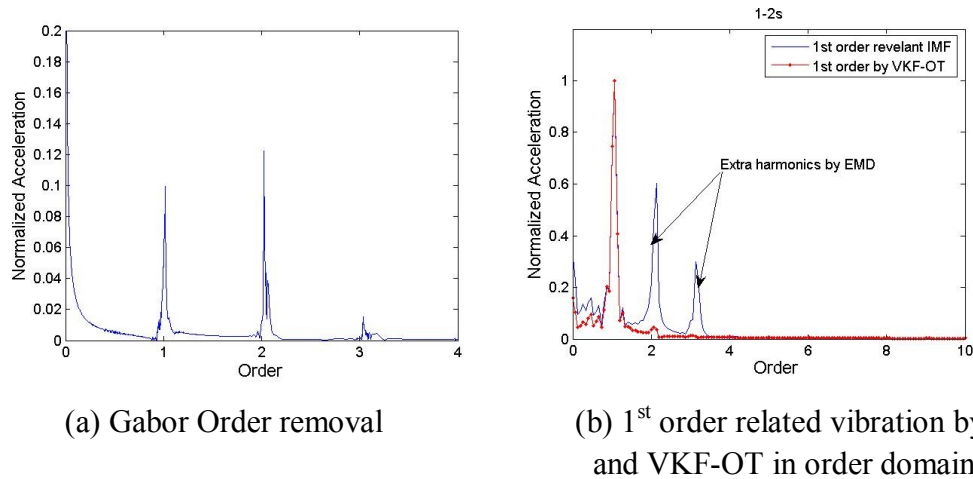 0.2
0.18
0.16
0.14
0.12
0.1
0.08
0.06
0.04
0.02
0
Normalized Acceleration
0 1 2 3 4
Order
1-2s
1st order revelant IMF
1st order by VKF-OT
Extra harmonics by EMD
1
0.8
0.6
0.4
0.2
0
Normalized Acceleration
0 2 4 6 8 10
Order
(a) Gabor Order removal
(b) 1st order related vibration by
and VKF-OT in order domain